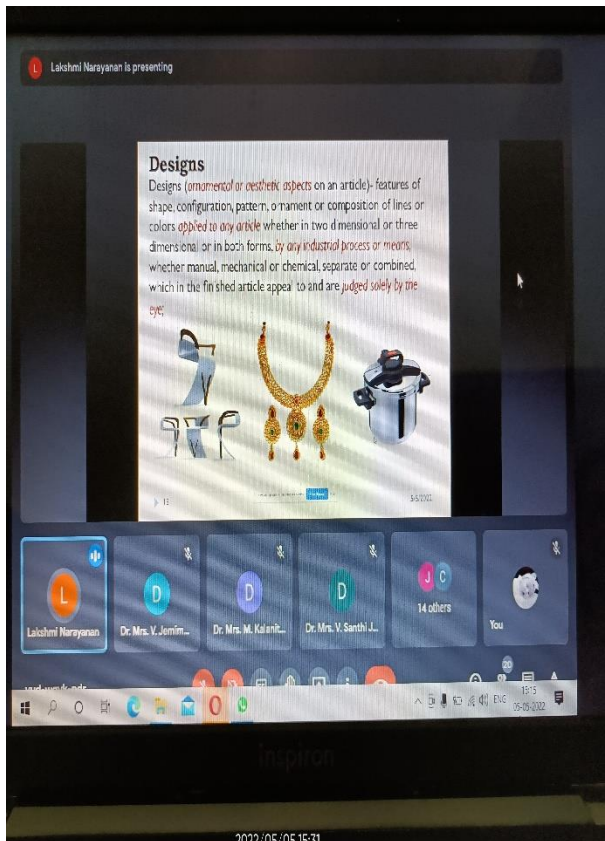 L
Lakshmi Narayanan is presenting
Designs
Designs (ornamental or aesthetic aspects on an article)- features of
shape, configuration, pattern, ornament or composition of lines or
colors applied to any article whether in two dimensional or three
dimensional or in both forms, by any industrial process or means,
whether manual, mechanical or chemical, separate or combined,
which in the finished article appeal to and are judged solely by the
eye;
5/5/2022
L
D
D
D
J C
14 others
Lakshmi Narayanan
Dr. Mrs. V. Jemim...
Dr. Mrs. M. Kalanit...
Dr. Mrs. V. Santhi J...
You
20
ENG
05-05-2022
inspiron
2022/05/05 15:31